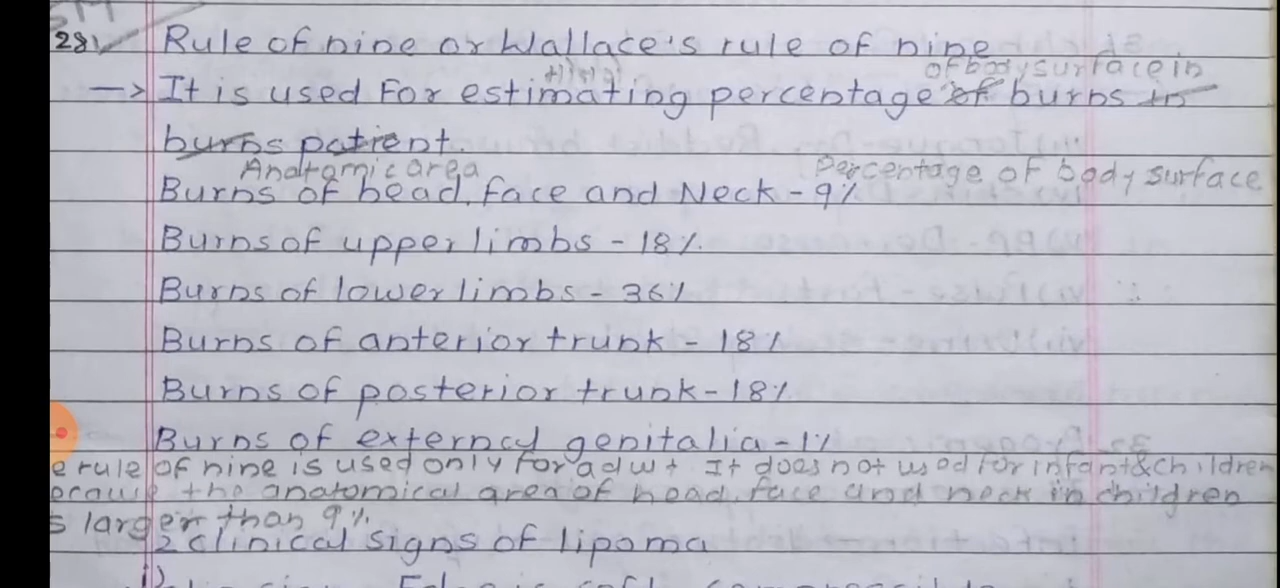 28\ Rule of nine or Wallace's rule of nine
of body surface in
→ It is used for estimating percentage of burns in
burns patient.
Anatomic area Percentage of body surface
Burns of head, face and Neck - 9%
Burns of upper limbs - 18%.
Burns of lower limbs - 36%
Burns of anterior trunk - 18%
Burns of posterior trunk - 18%
Burns of external genitalia - 1%
e rule of nine is used only for adult It does not used for infant & children
ecause the anatomical area of head, face and neck in children
s larger than 9%.
2 clinical signs of lipoma